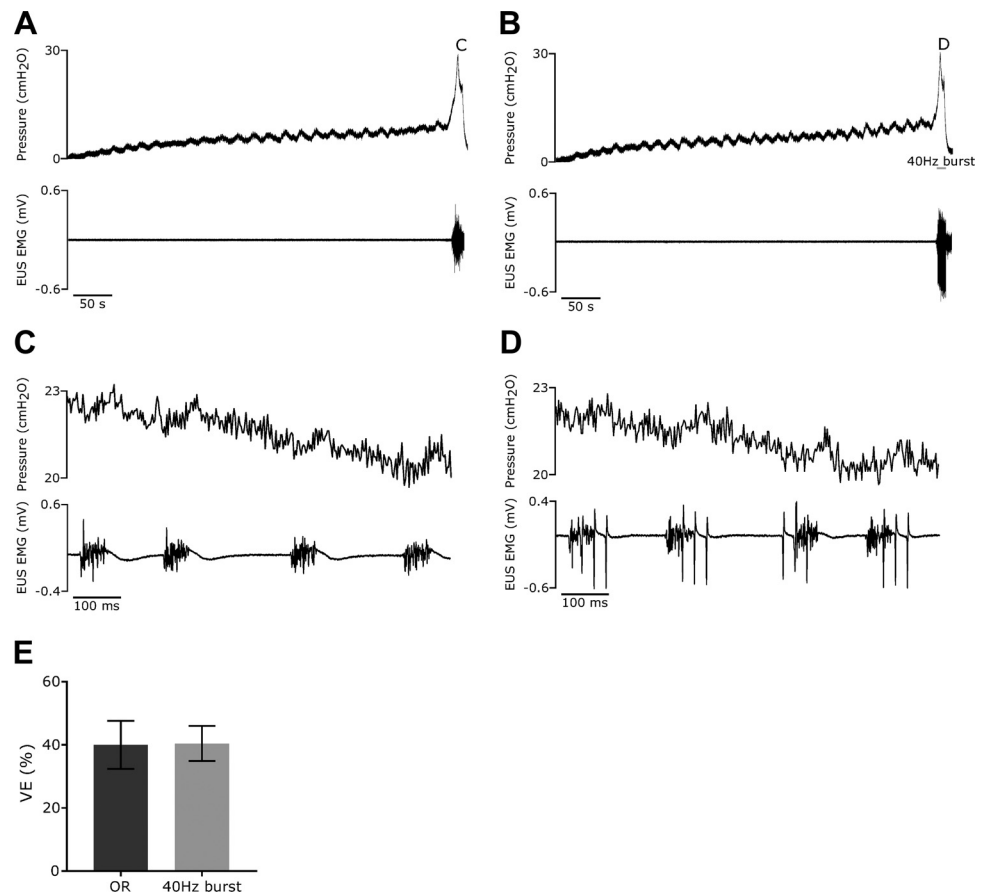 A
Pressure (cmH2O)
30
0
C
EUS EMG (mV)
0.6
-0.6
50 s
B
Pressure (cmH2O)
30
0
D
40Hz burst
EUS EMG (mV)
0.6
-0.6
50 s
C
Pressure (cmH2O)
23
20
EUS EMG (mV)
0.6
-0.4
100 ms
D
Pressure (cmH2O)
23
20
EUS EMG (mV)
0.4
-0.6
100 ms
E
VE (%)
60
40
20
0
OR
40Hz burst